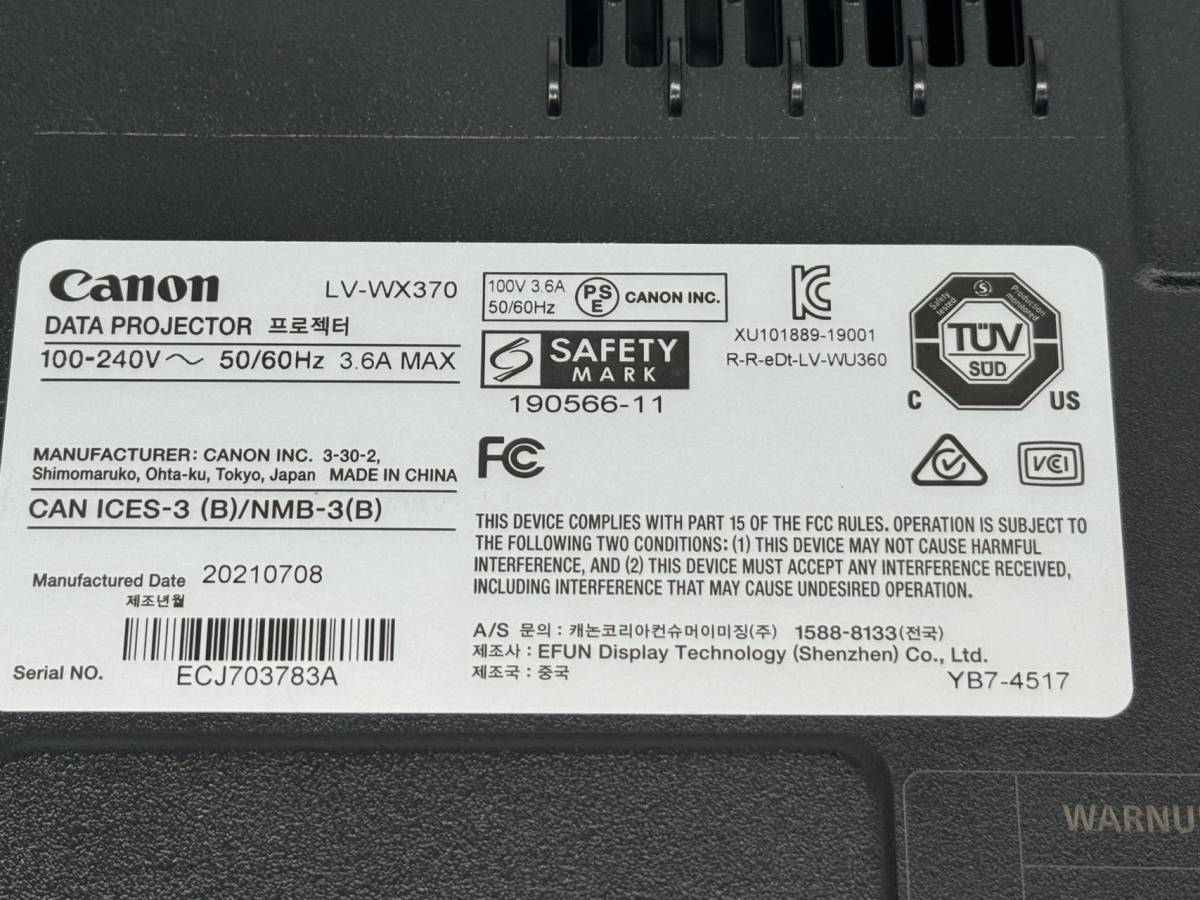 Canon LV-WX370
DATA PROJECTOR 프로젝터
100-240V～ 50/60Hz 3.6A MAX
MANUFACTURER: CANON INC. 3-30-2,
Shimomaruko, Ohta-ku, Tokyo, Japan MADE IN CHINA
CAN ICES-3 (B)/NMB-3(B)
Manufactured Date 20210708
제조년월
Serial NO. ECJ703783A
100V 3.6A
50/60Hz
PS
E
CANON INC.
SAFETY
MARK
190566-11
FC
KC
XU101889-19001
R-R-eDt-LV-WU360
Safety tested
S
Production monitored
TÜV
SÜD
C US
VCI
THIS DEVICE COMPLIES WITH PART 15 OF THE FCC RULES. OPERATION IS SUBJECT TO
THE FOLLOWING TWO CONDITIONS: (1) THIS DEVICE MAY NOT CAUSE HARMFUL
INTERFERENCE, AND (2) THIS DEVICE MUST ACCEPT ANY INTERFERENCE RECEIVED,
INCLUDING INTERFERENCE THAT MAY CAUSE UNDESIRED OPERATION.
A/S 문의 : 캐논코리아컨슈머이미징(주) 1588-8133(전국)
제조사 : EFUN Display Technology (Shenzhen) Co., Ltd.
제조국 : 중국
YB7-4517